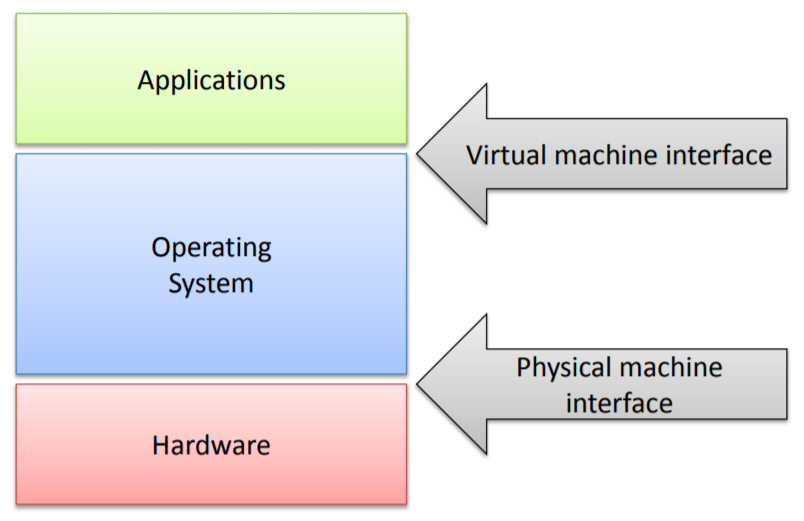 Applications
Virtual machine interface
Operating
System
Physical machine
interface
Hardware